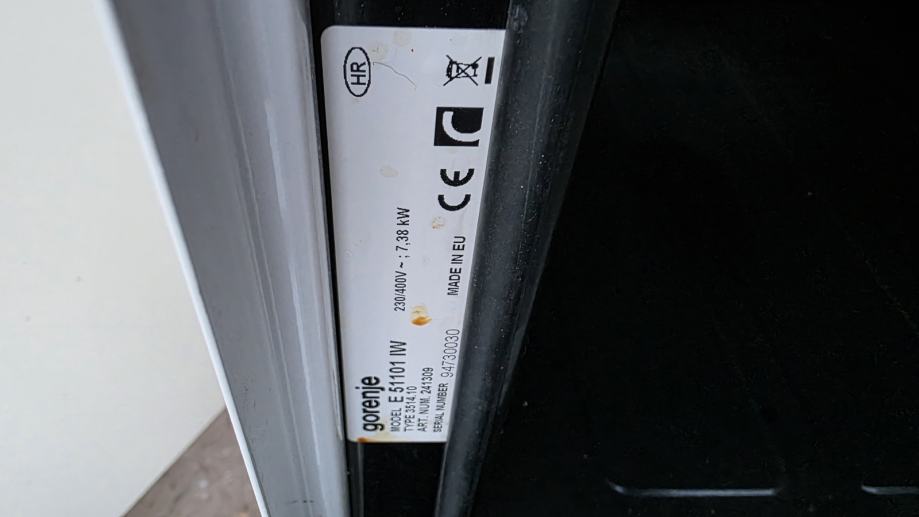 gorenje
MODEL E 51101 IW
TYPE 3514.10
230/400V ~ ; 7,38 kW
ART. NUM. 241309
SERIAL NUMBER 94730030
MADE IN EU
CE
HR